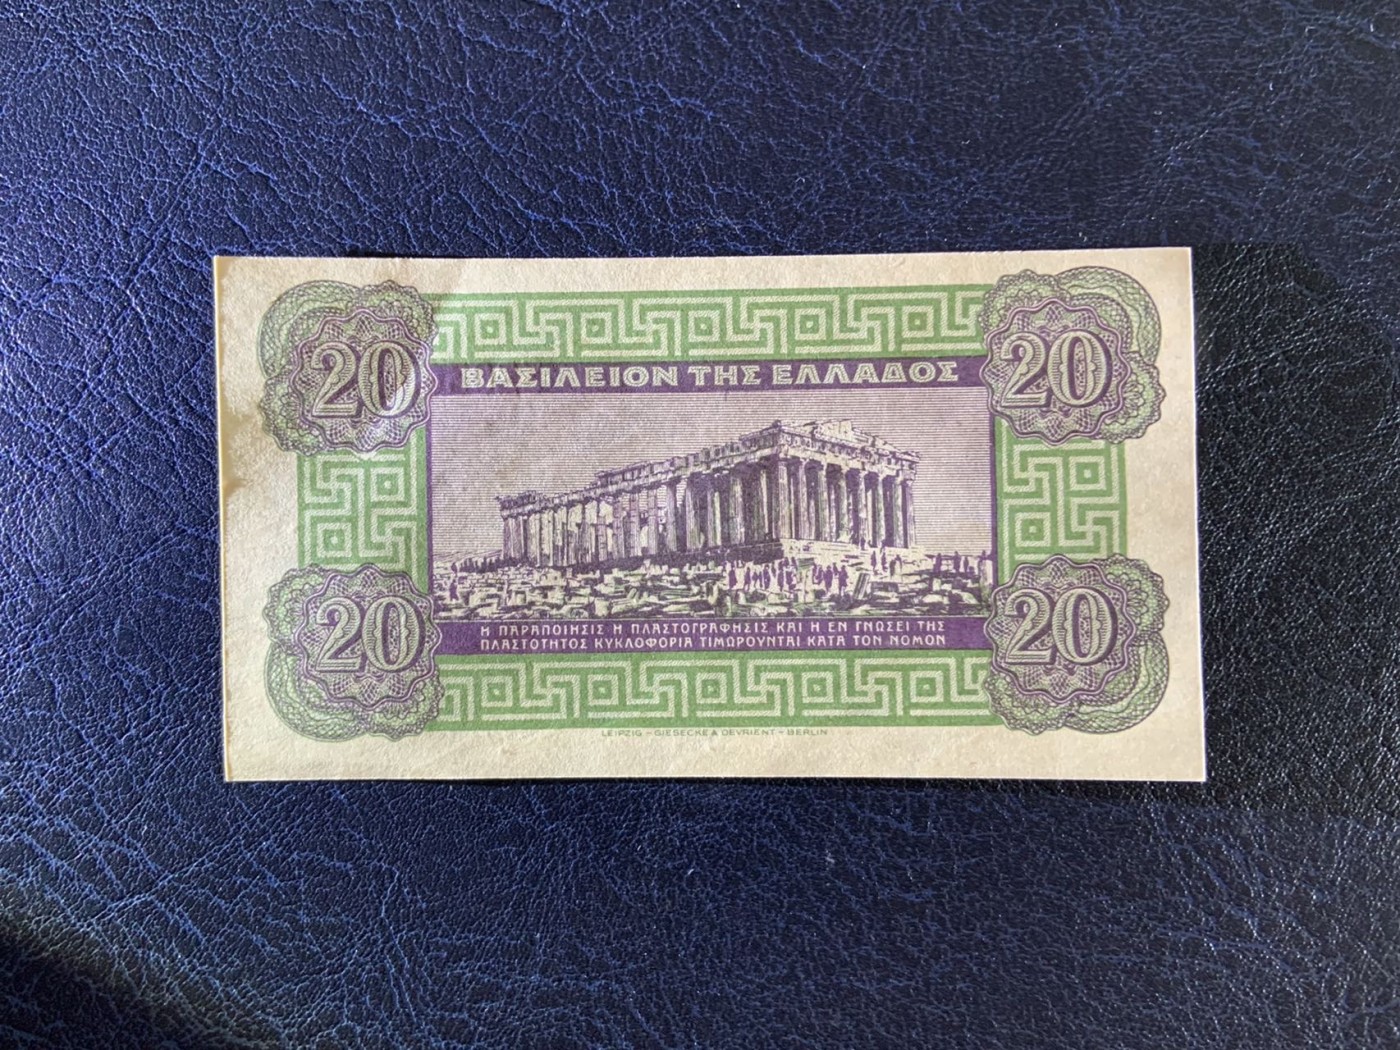 20 20
ΒΑΣΙΛΕΙΟΝ ΤΗΣ ΕΛΛΑΔΟΣ
20 20
Η ΠΑΡΑΠΟΙΗΣΙΣ Η ΠΛΑΣΤΟΓΡΑΦΗΣΙΣ ΚΑΙ Η ΕΝ ΓΝΩΣΕΙ ΤΗΣ
ΠΛΑΣΤΟΤΗΤΟΣ ΚΥΚΛΟΦΟΡΙΑ ΤΙΜΩΡΟΥΝΤΑΙ ΚΑΤΑ ΤΟΝ ΝΟΜΟΝ
LEIPZIG – GIESECKE & DEVRIENT – BERLIN